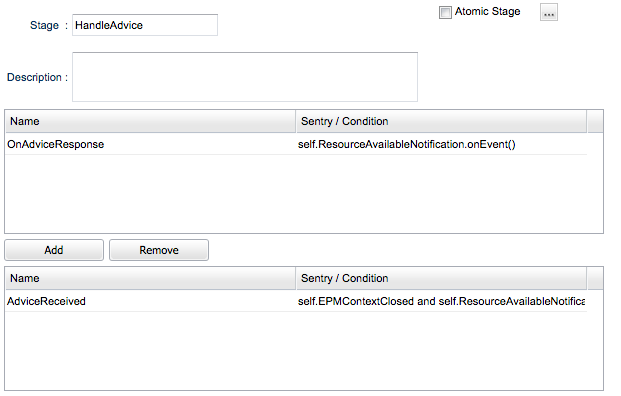 Atomic Stage ...
Stage : HandleAdvice
Description :
Name Sentry / Condition
OnAdviceResponse self.ResourceAvailableNotification.onEvent()
Add Remove
Name Sentry / Condition
AdviceReceived self.EPMContextClosed and self.ResourceAvailableNotifica